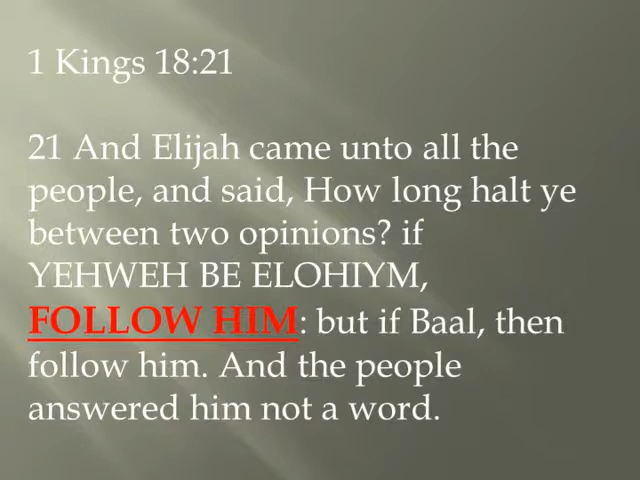 1 Kings 18:21
21 And Elijah came unto all the
people, and said, How long halt ye
between two opinions? if
YEHWEH BE ELOHIYM,
FOLLOW HIM: but if Baal, then
follow him. And the people
answered him not a word.